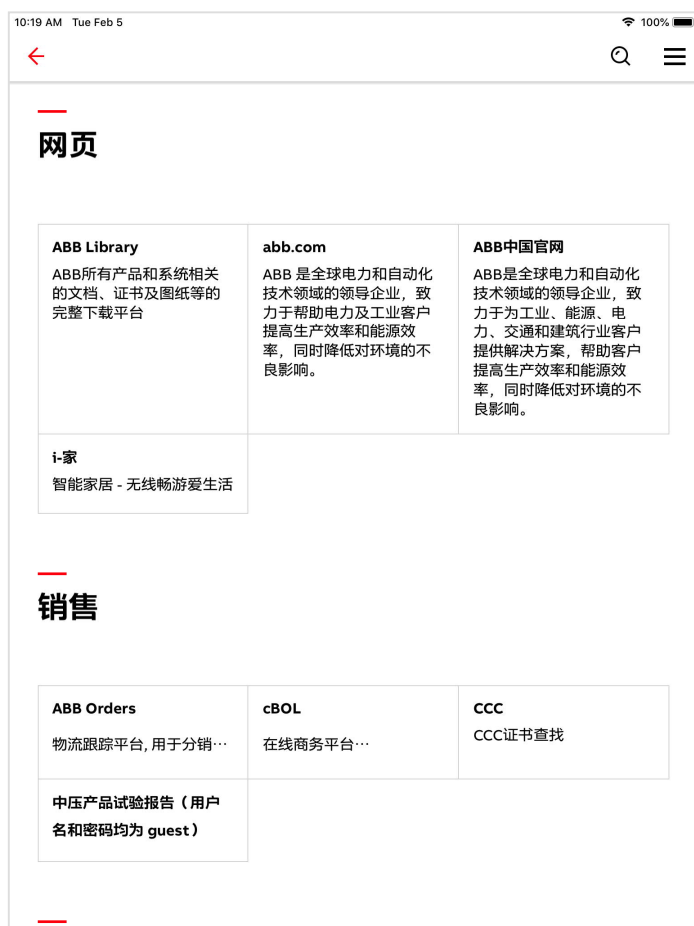 10:19 AM Tue Feb 5
100%
网页
ABB Library
ABB所有产品和系统相关
的文档、证书及图纸等的
完整下载平台
abb.com
ABB 是全球电力和自动化
技术领域的领导企业，致
力于帮助电力及工业客户
提高生产效率和能源效
率，同时降低对环境的不
良影响。
ABB中国官网
ABB是全球电力和自动化
技术领域的领导企业，致
力于为工业、能源、电
力、交通和建筑行业客户
提供解决方案，帮助客户
提高生产效率和能源效
率，同时降低对环境的不
良影响。
i-家
智能家居 - 无线畅游爱生活
销售
ABB Orders
物流跟踪平台, 用于分销…
cBOL
在线商务平台…
CCC
CCC证书查找
中压产品试验报告（用户
名和密码均为 guest）